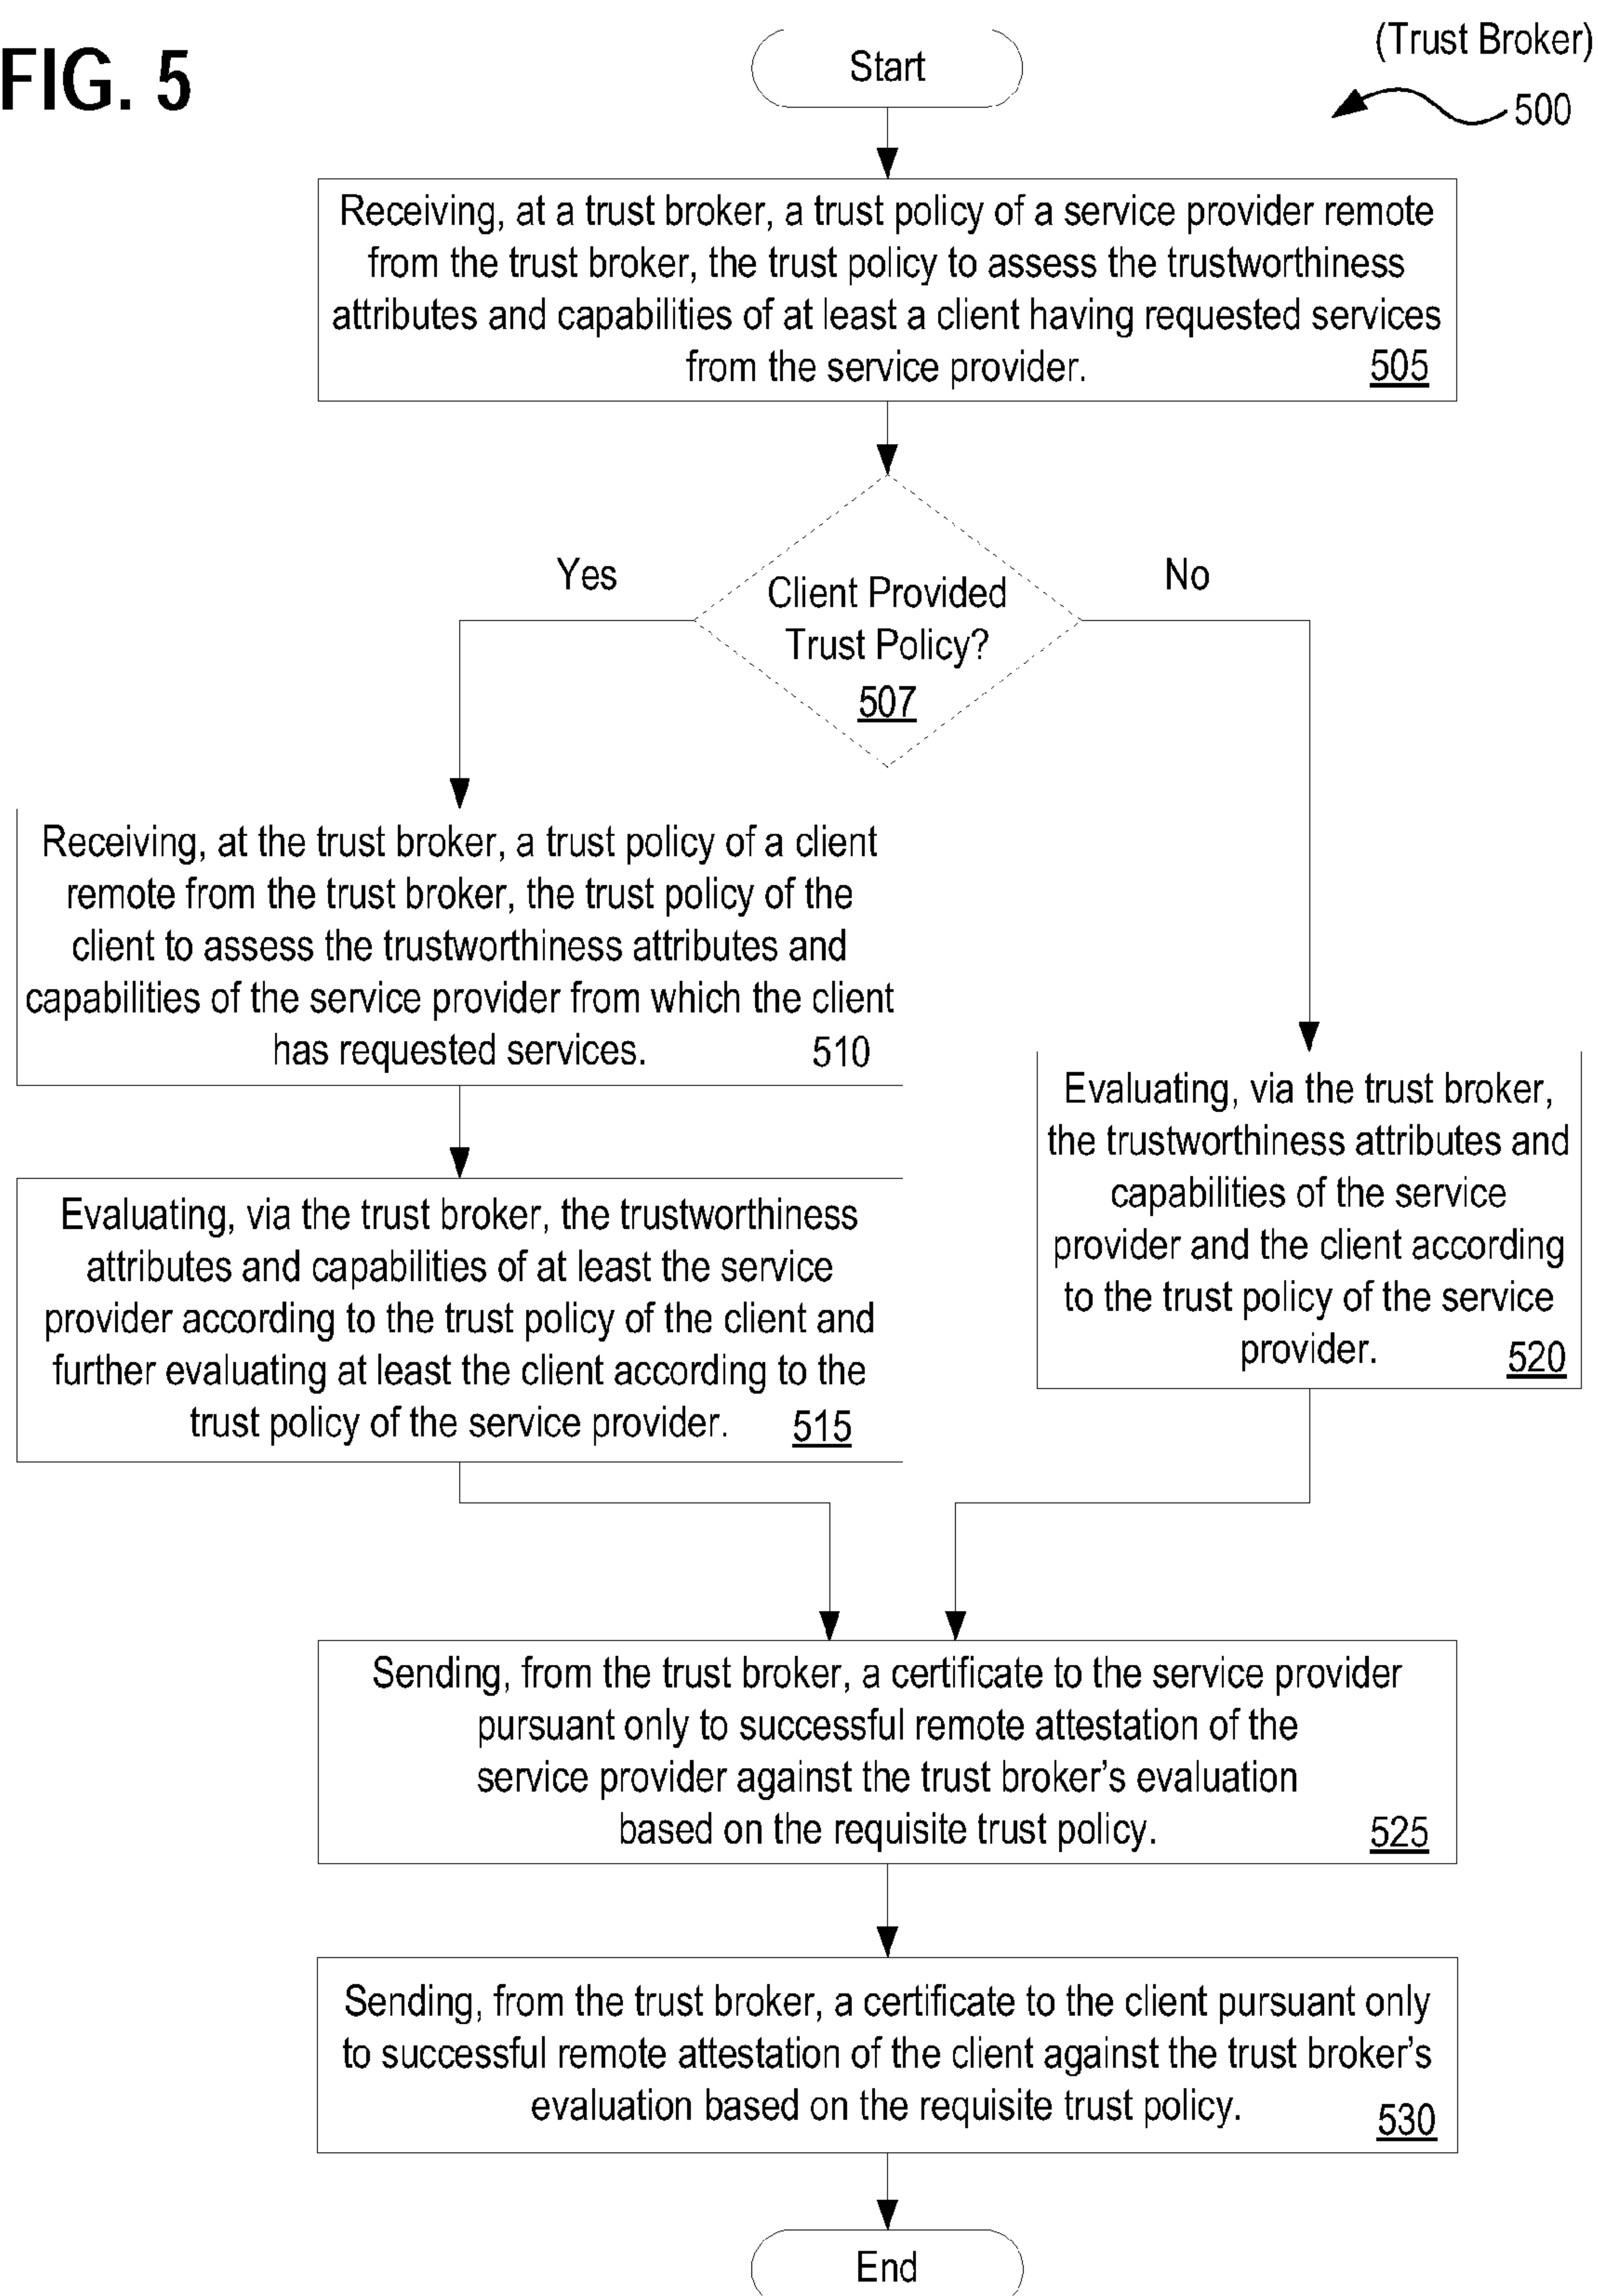 FIG. 5
Start
(Trust Broker)
500
Receiving, at a trust broker, a trust policy of a service provider remote
from the trust broker, the trust policy to assess the trustworthiness
attributes and capabilities of at least a client having requested services
from the service provider. 505
Yes
No
Client Provided
Trust Policy?
507
Receiving, at the trust broker, a trust policy of a client
remote from the trust broker, the trust policy of the
client to assess the trustworthiness attributes and
capabilities of the service provider from which the client
has requested services. 510
Evaluating, via the trust broker, the trustworthiness
attributes and capabilities of at least the service
provider according to the trust policy of the client and
further evaluating at least the client according to the
trust policy of the service provider. 515
Evaluating, via the trust broker,
the trustworthiness attributes and
capabilities of the service
provider and the client according
to the trust policy of the service
provider. 520
Sending, from the trust broker, a certificate to the service provider
pursuant only to successful remote attestation of the
service provider against the trust broker’s evaluation
based on the requisite trust policy. 525
Sending, from the trust broker, a certificate to the client pursuant only
to successful remote attestation of the client against the trust broker’s
evaluation based on the requisite trust policy. 530
End